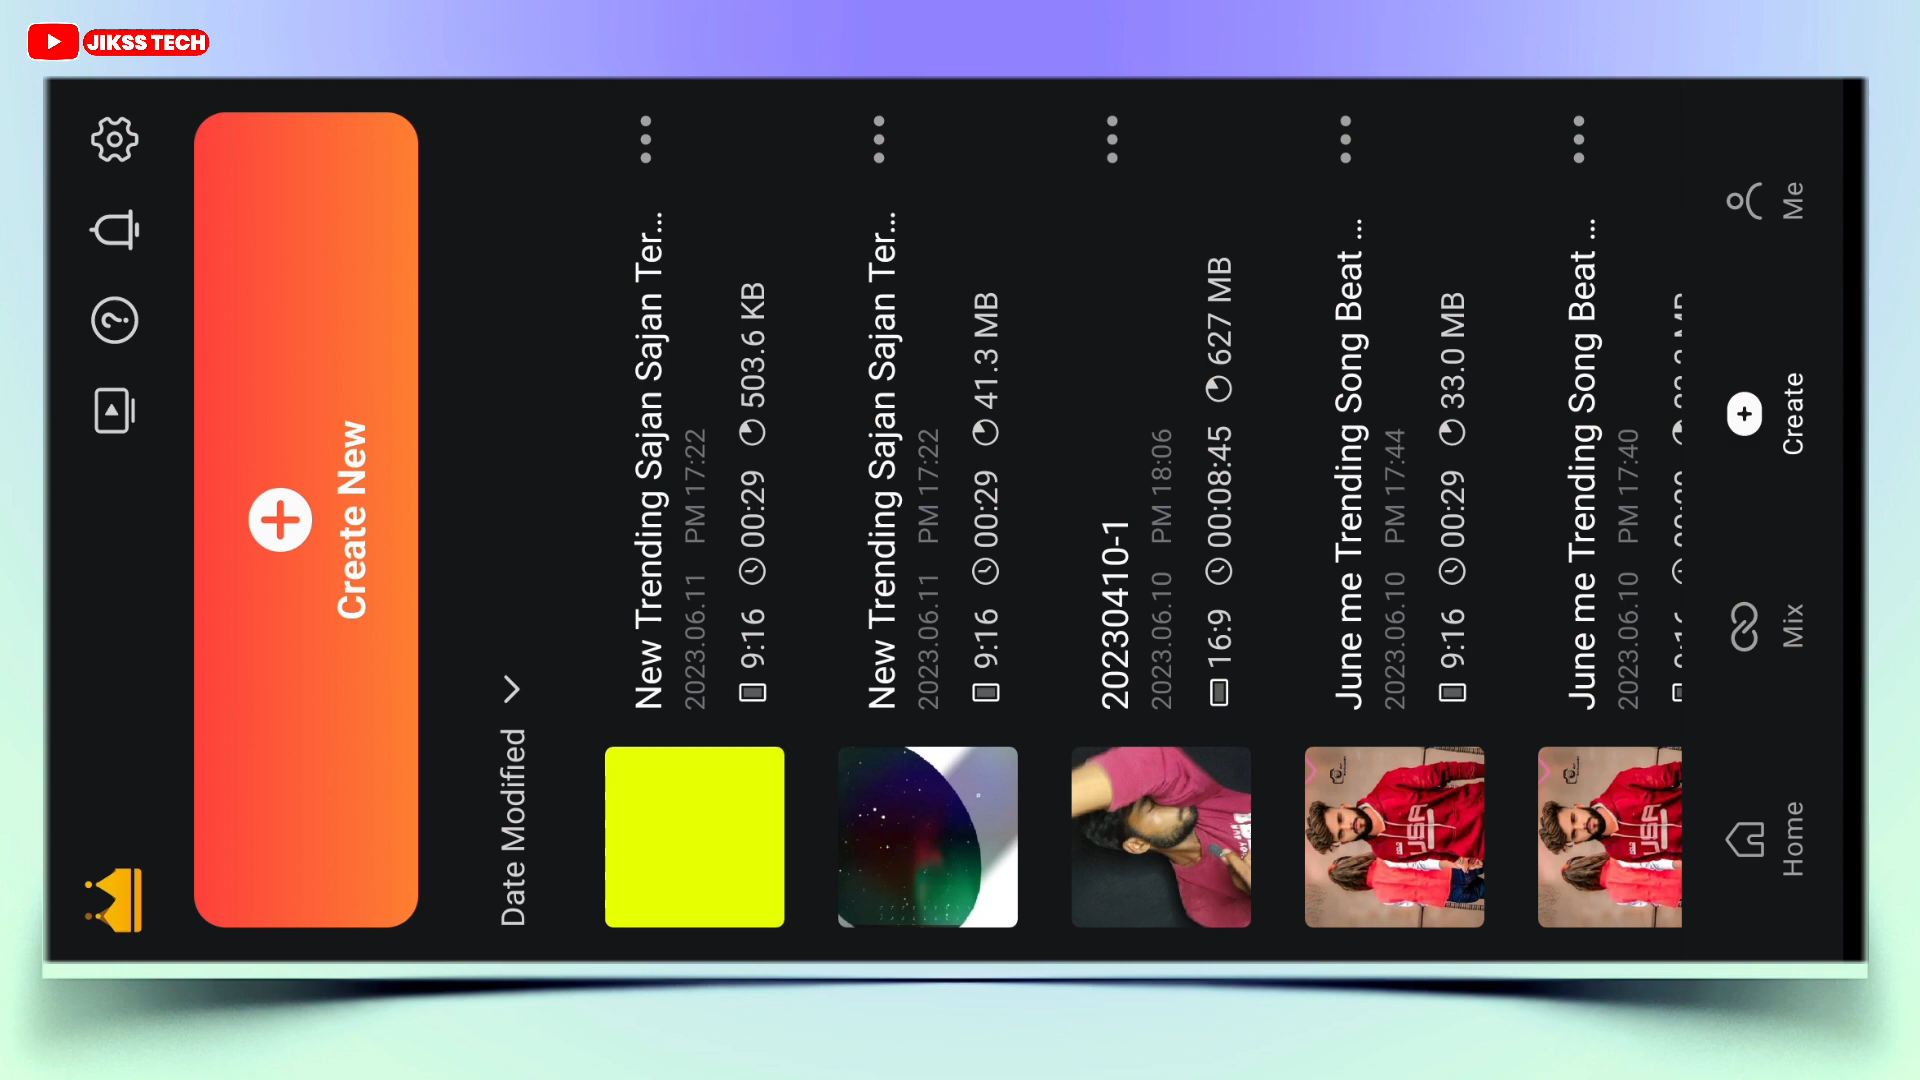 JIKSS TECH
Create New
Date Modified
New Trending Sajan Sajan Ter...
2023.06.11 PM 17:22
9:16 00:29 503.6 KB
New Trending Sajan Sajan Ter...
2023.06.11 PM 17:22
9:16 00:29 41.3 MB
20230410-1
2023.06.10 PM 18:06
16:9 00:08:45 627 MB
June me Trending Song Beat ...
2023.06.10 PM 17:44
9:16 00:29 33.0 MB
June me Trending Song Beat ...
2023.06.10 PM 17:40
Home
Mix
Create
Me